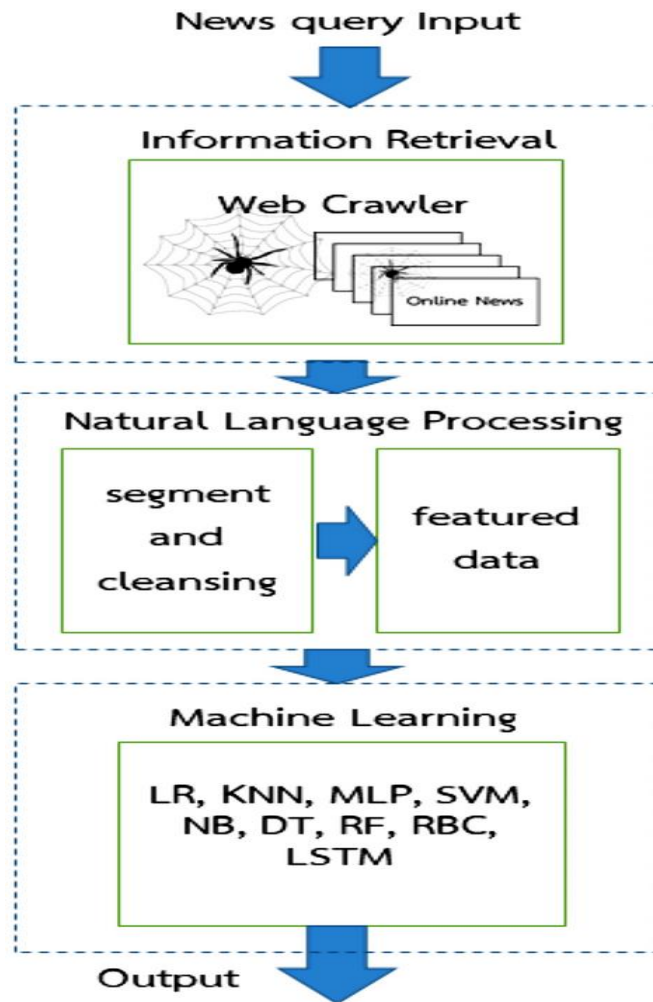 News query Input
Information Retrieval
Web Crawler
Online News
Natural Language Processing
segment
and
cleansing
featured
data
Machine Learning
LR, KNN, MLP, SVM,
NB, DT, RF, RBC,
LSTM
Output